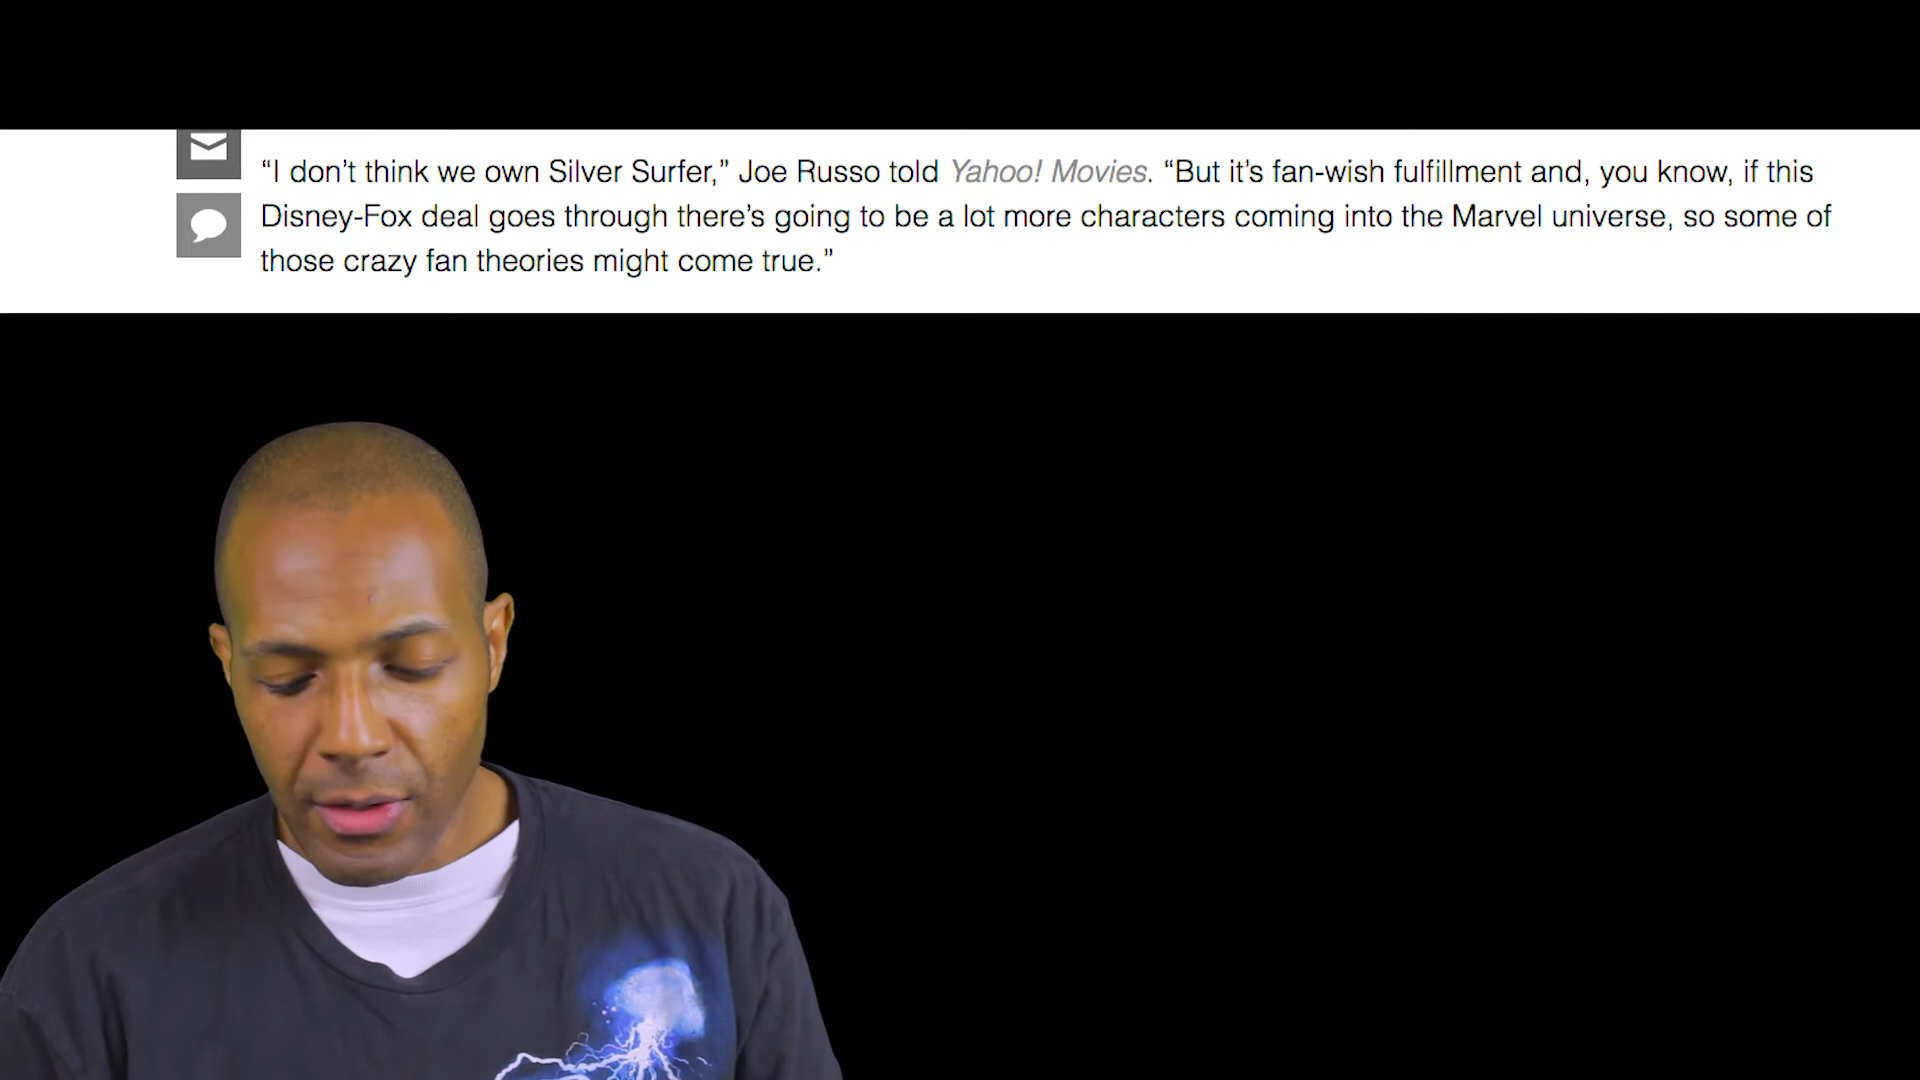 “I don’t think we own Silver Surfer,” Joe Russo told Yahoo! Movies. “But it’s fan-wish fulfillment and, you know, if this
Disney-Fox deal goes through there’s going to be a lot more characters coming into the Marvel universe, so some of
those crazy fan theories might come true.”